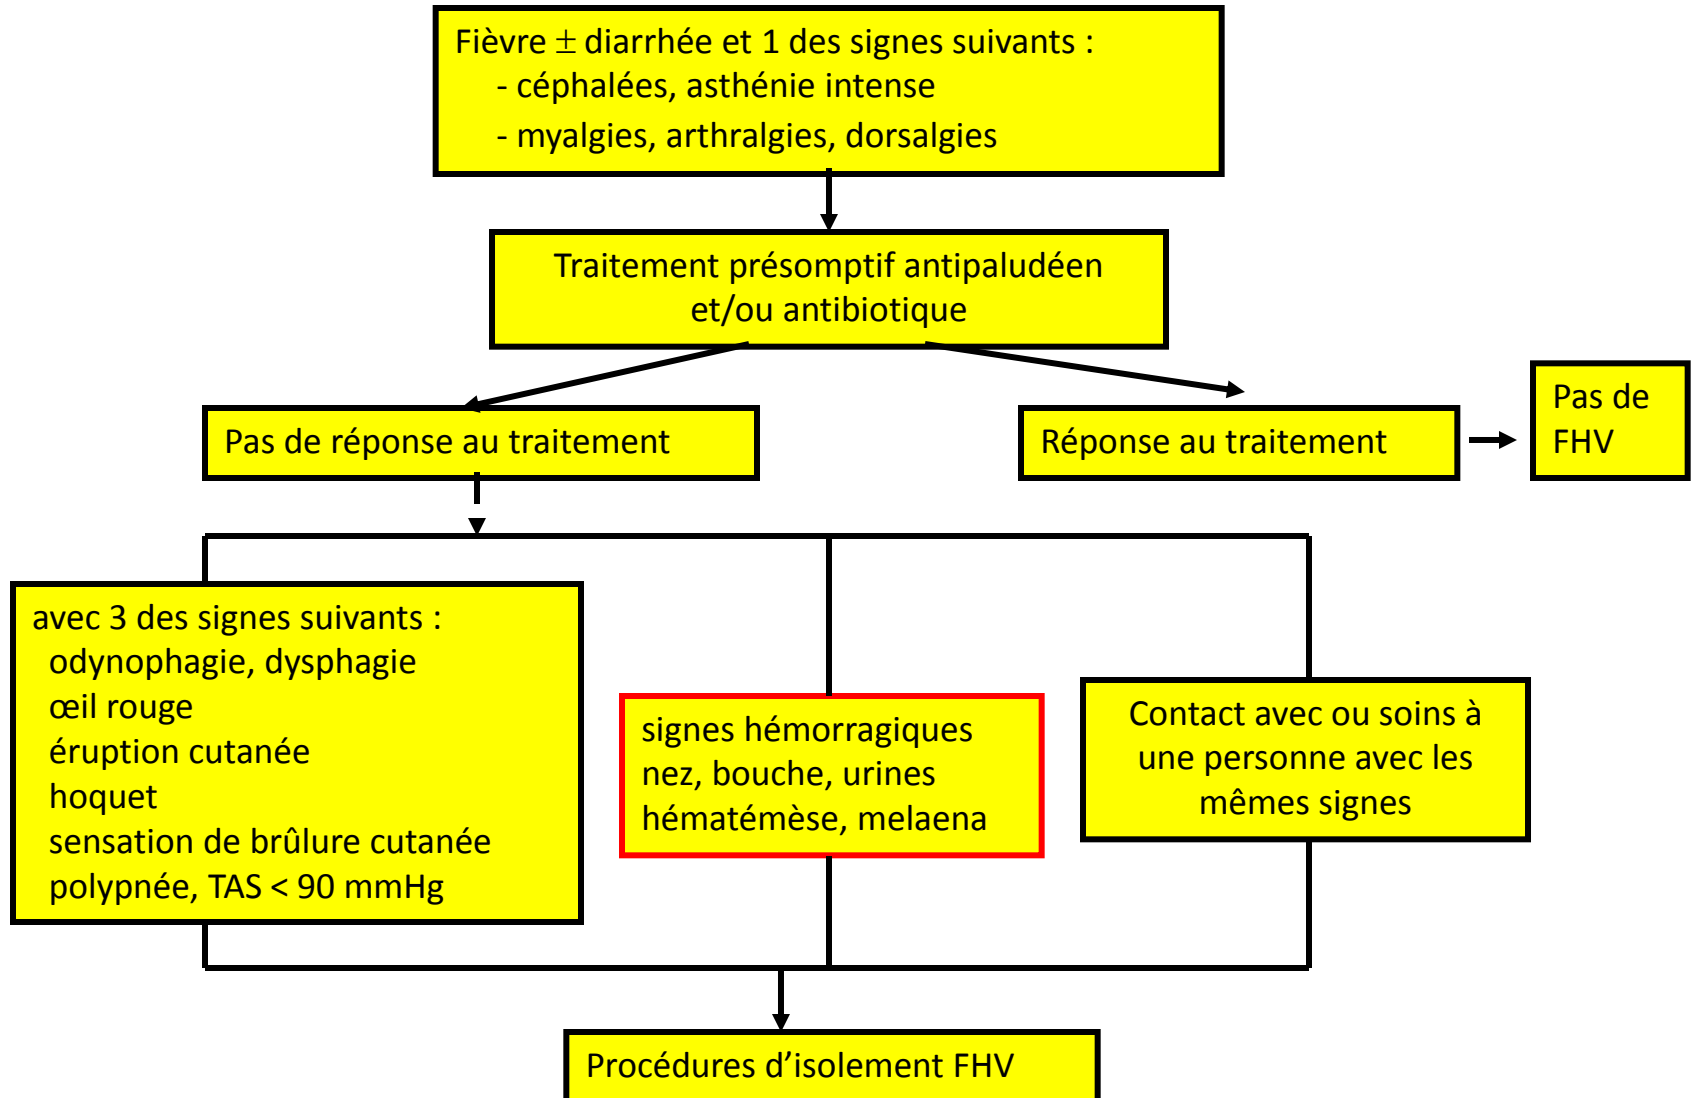 Fièvre ± diarrhée et 1 des signes suivants :
- céphalées, asthénie intense
- myalgies, arthralgies, dorsalgies
Traitement présomptif antipaludéen
et/ou antibiotique
Pas de réponse au traitement
Réponse au traitement
Pas de
FHV
avec 3 des signes suivants :
odynophagie, dysphagie
œil rouge
éruption cutanée
hoquet
sensation de brûlure cutanée
polypnée, TAS < 90 mmHg
signes hémorragiques
nez, bouche, urines
hématémèse, melaena
Contact avec ou soins à
une personne avec les
mêmes signes
Procédures d’isolement FHV